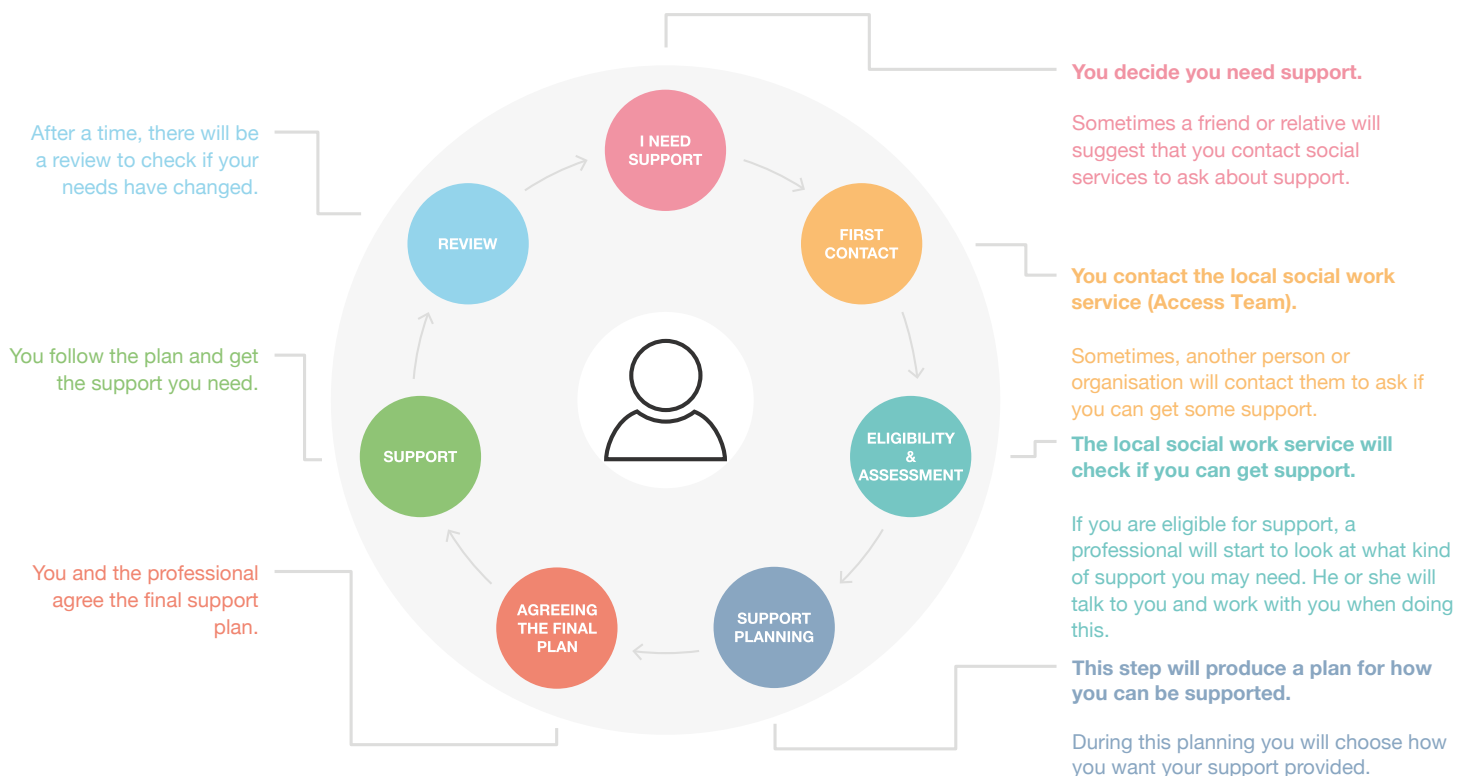 You decide you need support.
Sometimes a friend or relative will
suggest that you contact social
services to ask about support.
You contact the local social work
service (Access Team).
Sometimes, another person or
organisation will contact them to ask if
you can get some support.
The local social work service will
check if you can get support.
If you are eligible for support, a
professional will start to look at what kind
of support you may need. He or she will
talk to you and work with you when doing
this.
This step will produce a plan for how
you can be supported.
During this planning you will choose how
you want your support provided.
You and the professional
agree the final support
plan.
You follow the plan and get
the support you need.
After a time, there will be
a review to check if your
needs have changed.
I NEED
SUPPORT
FIRST
CONTACT
ELIGIBILITY
&
ASSESSMENT
SUPPORT
PLANNING
AGREEING
THE FINAL
PLAN
SUPPORT
REVIEW